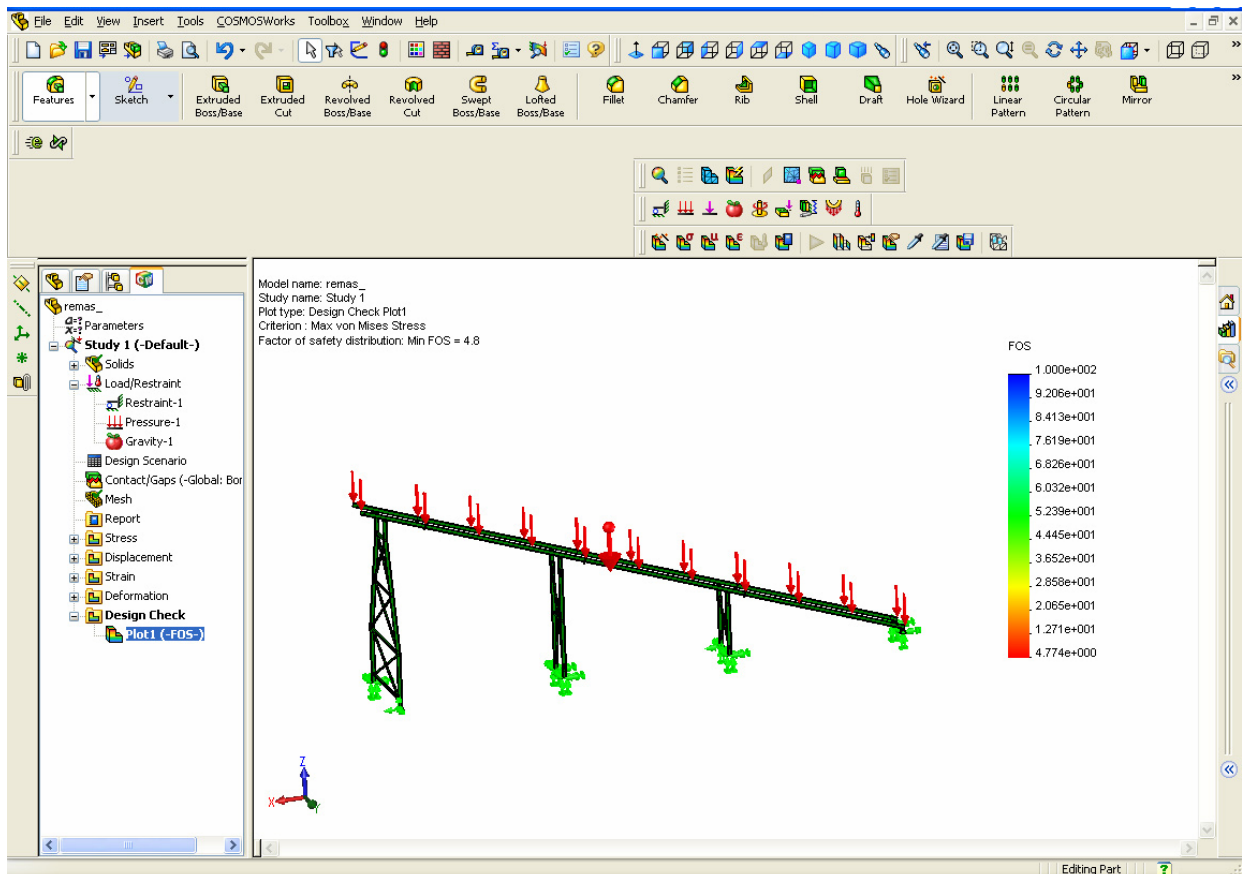 File Edit View Insert Tools COSMOSWorks Toolbox Window Help
Features Sketch Extruded Boss/Base Extruded Cut Revolved Boss/Base Revolved Cut Swept Boss/Base Lofted Boss/Base Fillet Chamfer Rib Shell Draft Hole Wizard Linear Pattern Circular Pattern Mirror
remas_
Parameters
Study 1 (-Default-)
Solids
Load/Restraint
Restraint-1
Pressure-1
Gravity-1
Design Scenario
Contact/Gaps (-Global: Bor
Mesh
Report
Stress
Displacement
Strain
Deformation
Design Check
Plot1 (-FOS-)
Model name: remas_
Study name: Study 1
Plot type: Design Check Plot1
Criterion : Max von Mises Stress
Factor of safety distribution: Min FOS = 4.8
FOS
1.000e+002
9.206e+001
8.413e+001
7.619e+001
6.826e+001
6.032e+001
5.239e+001
4.445e+001
3.652e+001
2.858e+001
2.065e+001
1.271e+001
4.774e+000
Z
X
Y
Editing Part